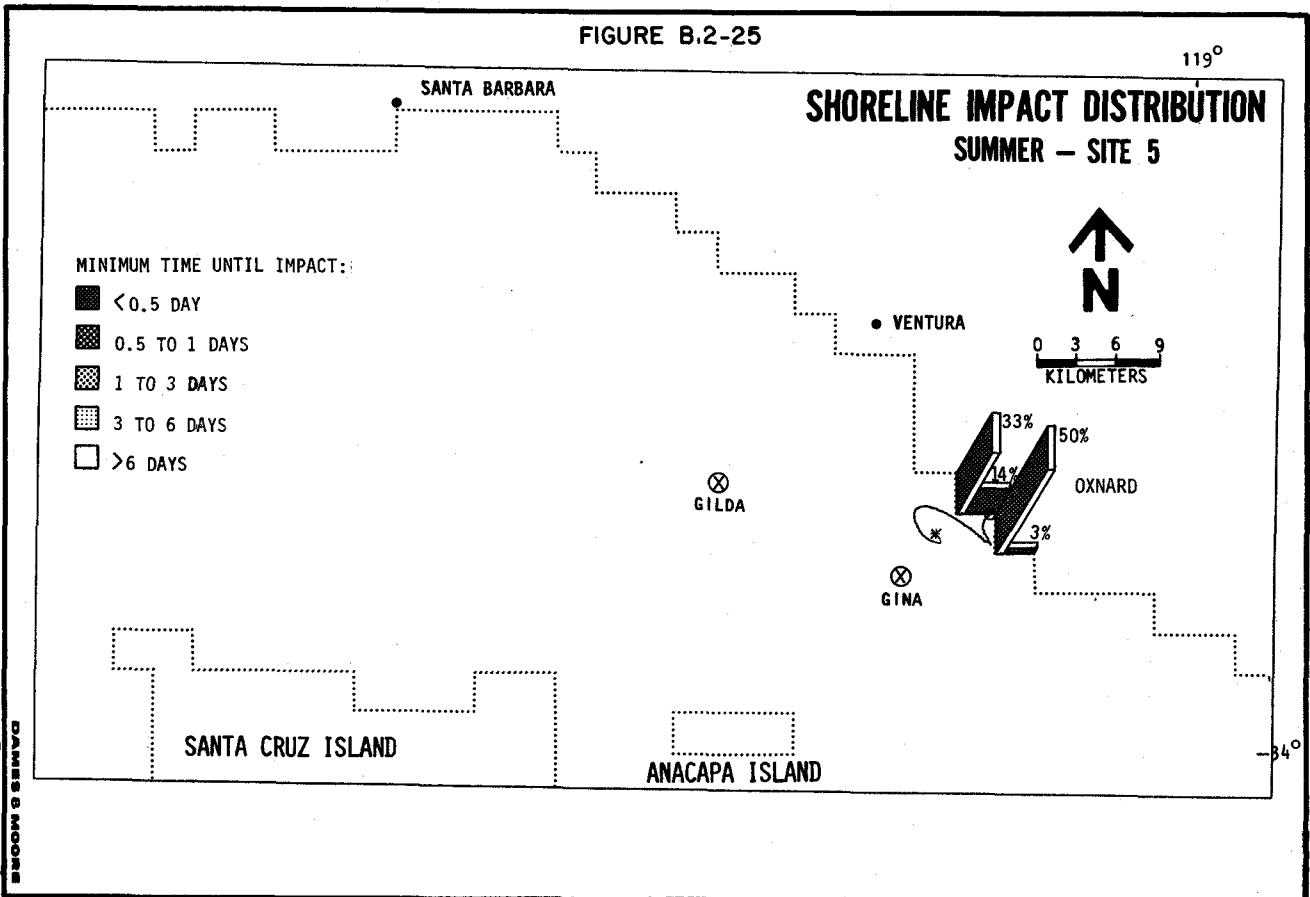 FIGURE B.2-25
119°
SANTA BARBARA
SHORELINE IMPACT DISTRIBUTION
SUMMER – SITE 5
MINIMUM TIME UNTIL IMPACT:
<0.5 DAY
0.5 TO 1 DAYS
1 TO 3 DAYS
3 TO 6 DAYS
>6 DAYS
N
VENTURA
0 3 6 9
KILOMETERS
33%
50%
14%
OXNARD
3%
GILDA
GINA
SANTA CRUZ ISLAND
ANACAPA ISLAND
34°
DAMES & MOORE